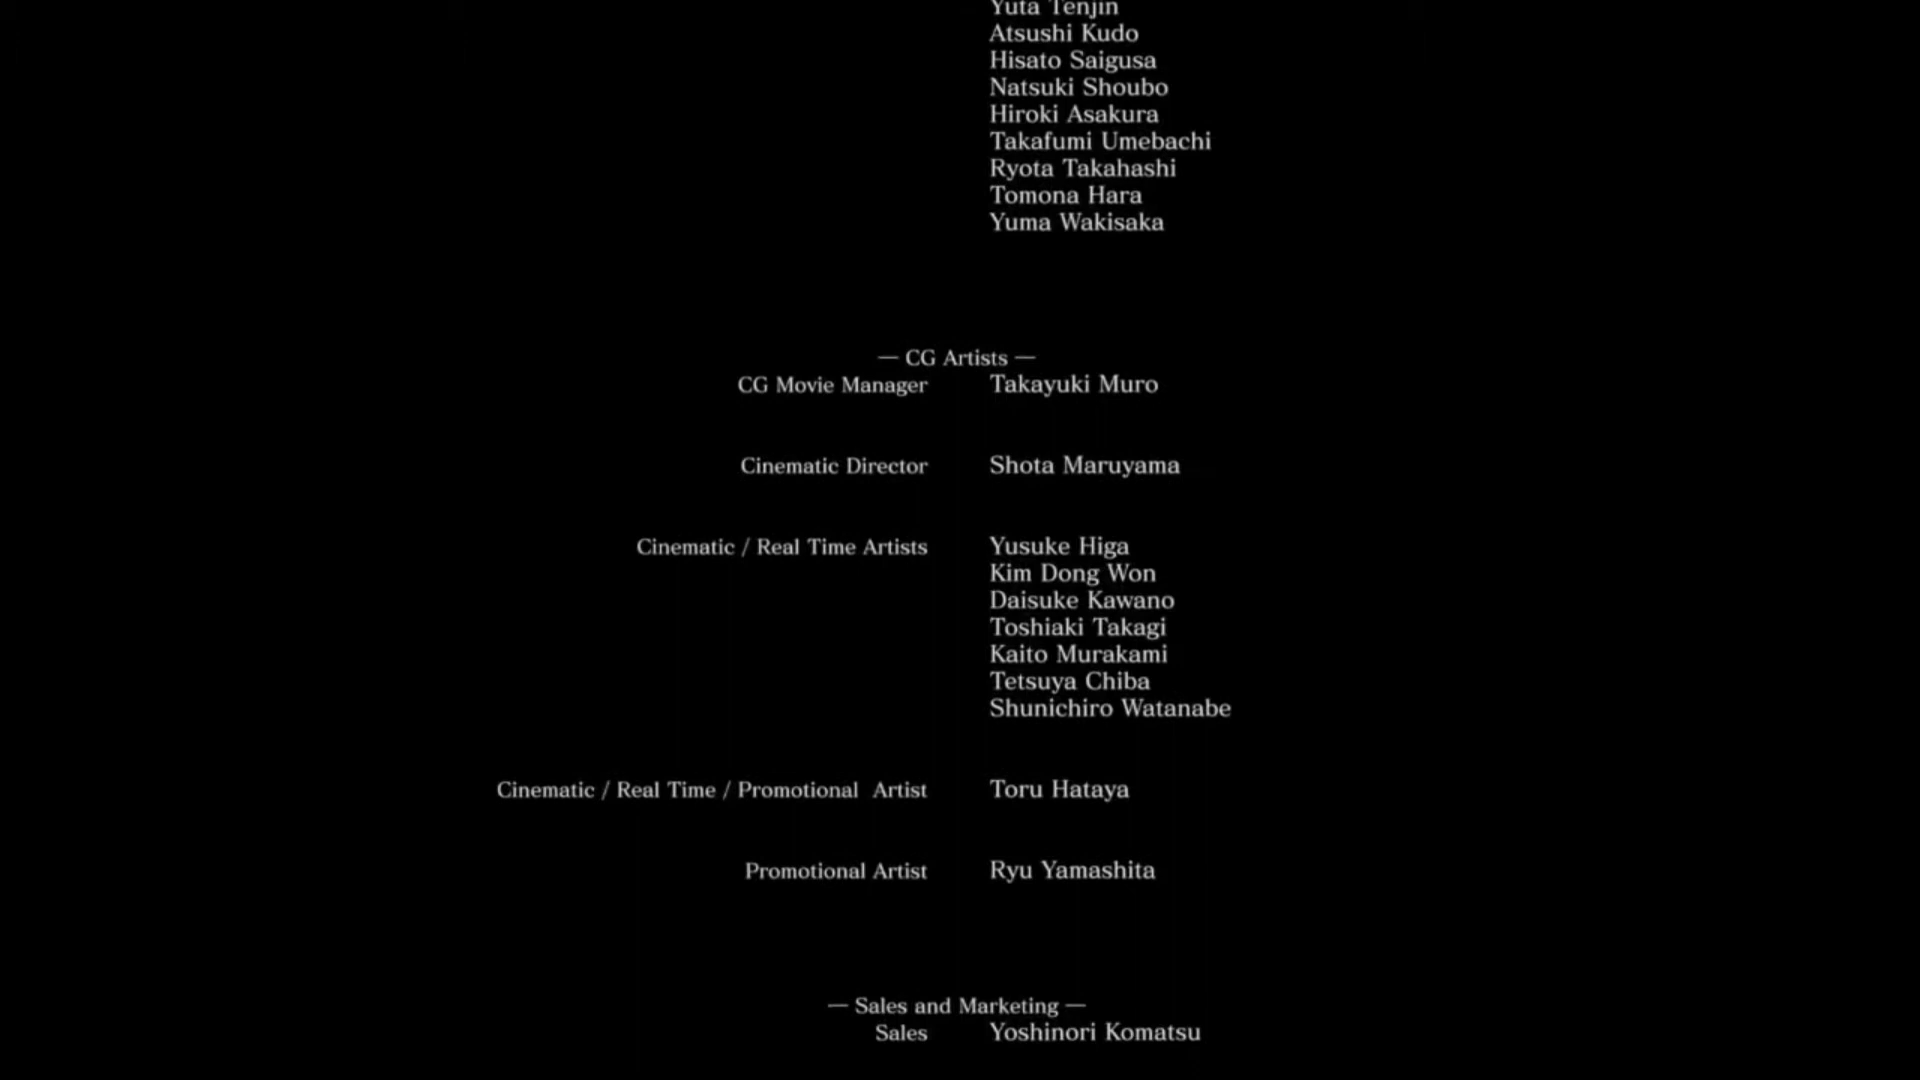 Yuta Tenjin
Atsushi Kudo
Hisato Saigusa
Natsuki Shoubo
Hiroki Asakura
Takafumi Umebachi
Ryota Takahashi
Tomona Hara
Yuma Wakisaka
— CG Artists —
CG Movie Manager Takayuki Muro
Cinematic Director Shota Maruyama
Cinematic / Real Time Artists Yusuke Higa
Kim Dong Won
Daisuke Kawano
Toshiaki Takagi
Kaito Murakami
Tetsuya Chiba
Shunichiro Watanabe
Cinematic / Real Time / Promotional Artist Toru Hataya
Promotional Artist Ryu Yamashita
— Sales and Marketing —
Sales Yoshinori Komatsu